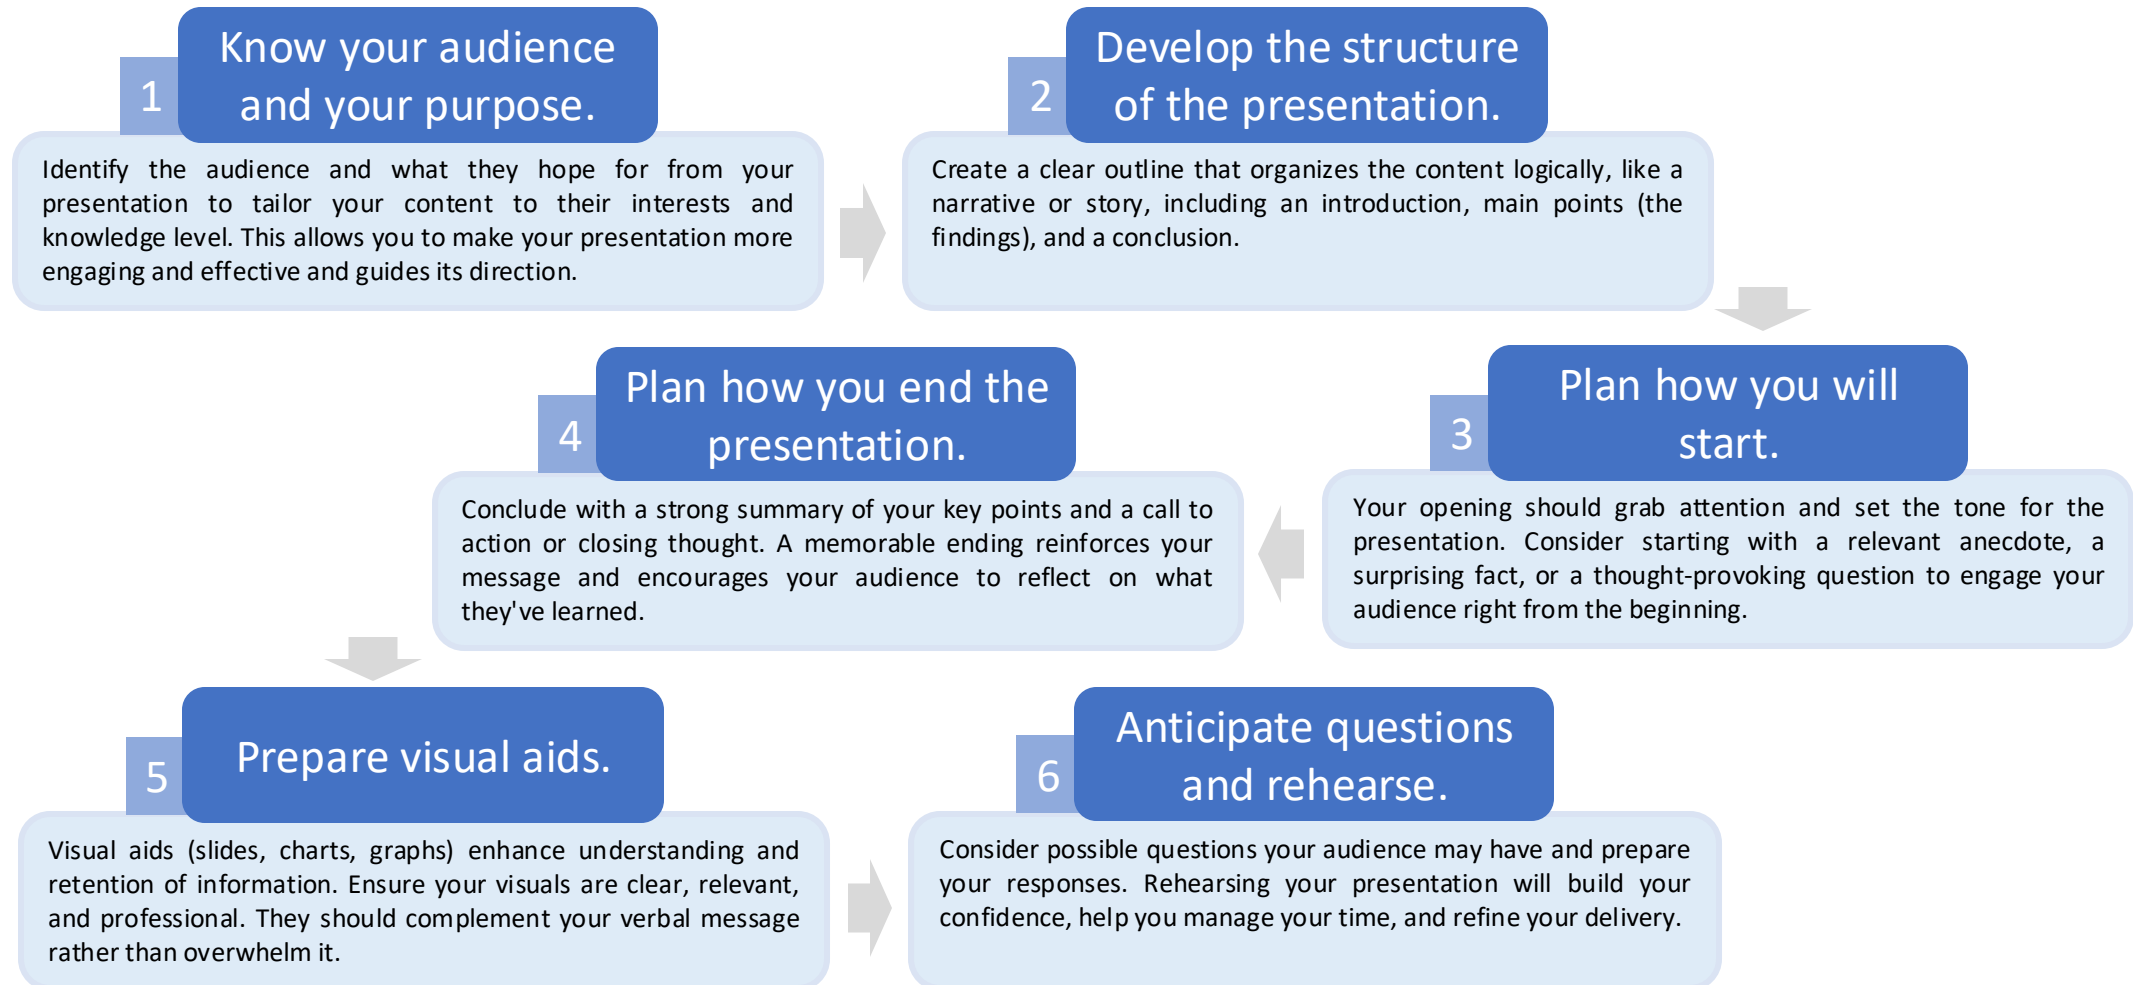 1
Know your audience
and your purpose.
Identify the audience and what they hope for from your
presentation to tailor your content to their interests and
knowledge level. This allows you to make your presentation more
engaging and effective and guides its direction.
2
Develop the structure
of the presentation.
Create a clear outline that organizes the content logically, like a
narrative or story, including an introduction, main points (the
findings), and a conclusion.
3
Plan how you will
start.
Your opening should grab attention and set the tone for the
presentation. Consider starting with a relevant anecdote, a
surprising fact, or a thought-provoking question to engage your
audience right from the beginning.
4
Plan how you end the
presentation.
Conclude with a strong summary of your key points and a call to
action or closing thought. A memorable ending reinforces your
message and encourages your audience to reflect on what
they've learned.
5
Prepare visual aids.
Visual aids (slides, charts, graphs) enhance understanding and
retention of information. Ensure your visuals are clear, relevant,
and professional. They should complement your verbal message
rather than overwhelm it.
6
Anticipate questions
and rehearse.
Consider possible questions your audience may have and prepare
your responses. Rehearsing your presentation will build your
confidence, help you manage your time, and refine your delivery.